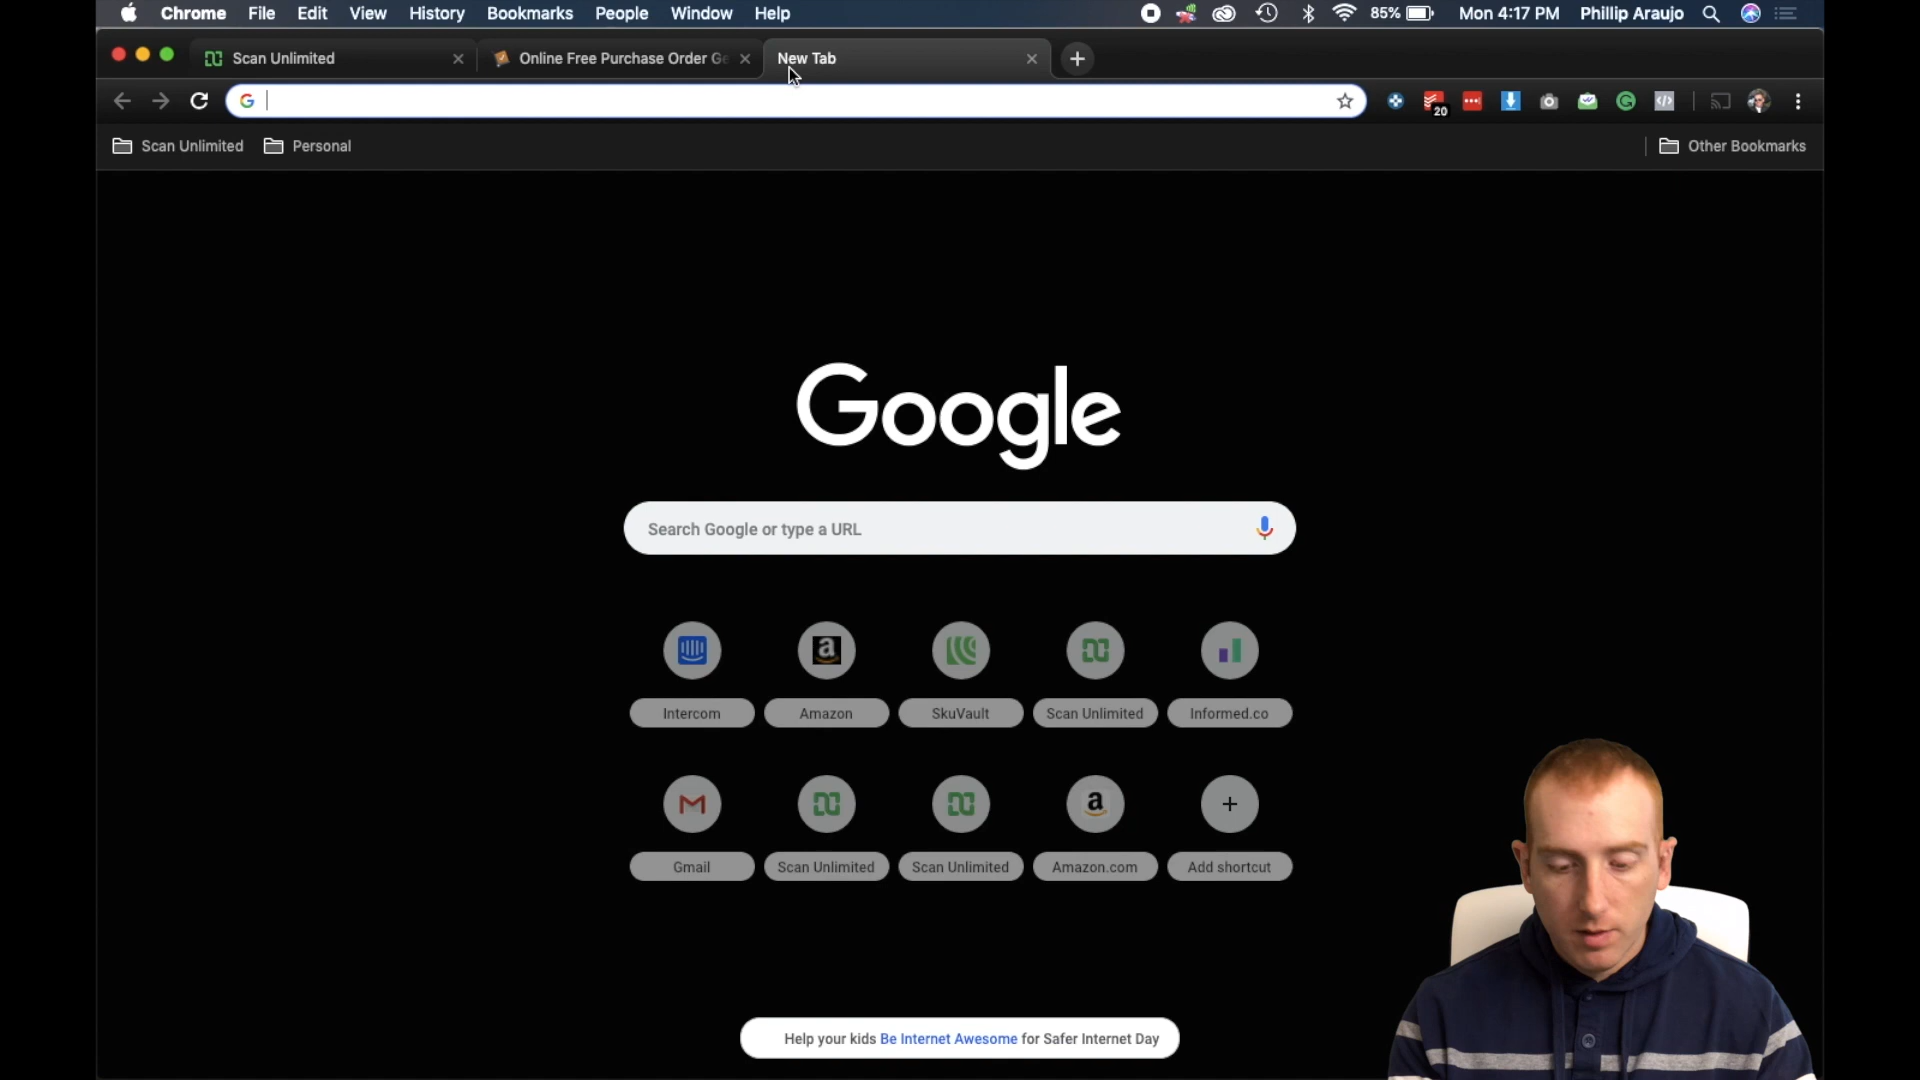 Chrome File Edit View History Bookmarks People Window Help 85% Mon 4:17 PM Phillip Araujo
Scan Unlimited Online Free Purchase Order Ge New Tab
20
Scan Unlimited Personal Other Bookmarks
Google
Search Google or type a URL
Intercom Amazon SkuVault Scan Unlimited Informed.co
Gmail Scan Unlimited Scan Unlimited Amazon.com Add shortcut
Help your kids Be Internet Awesome for Safer Internet Day